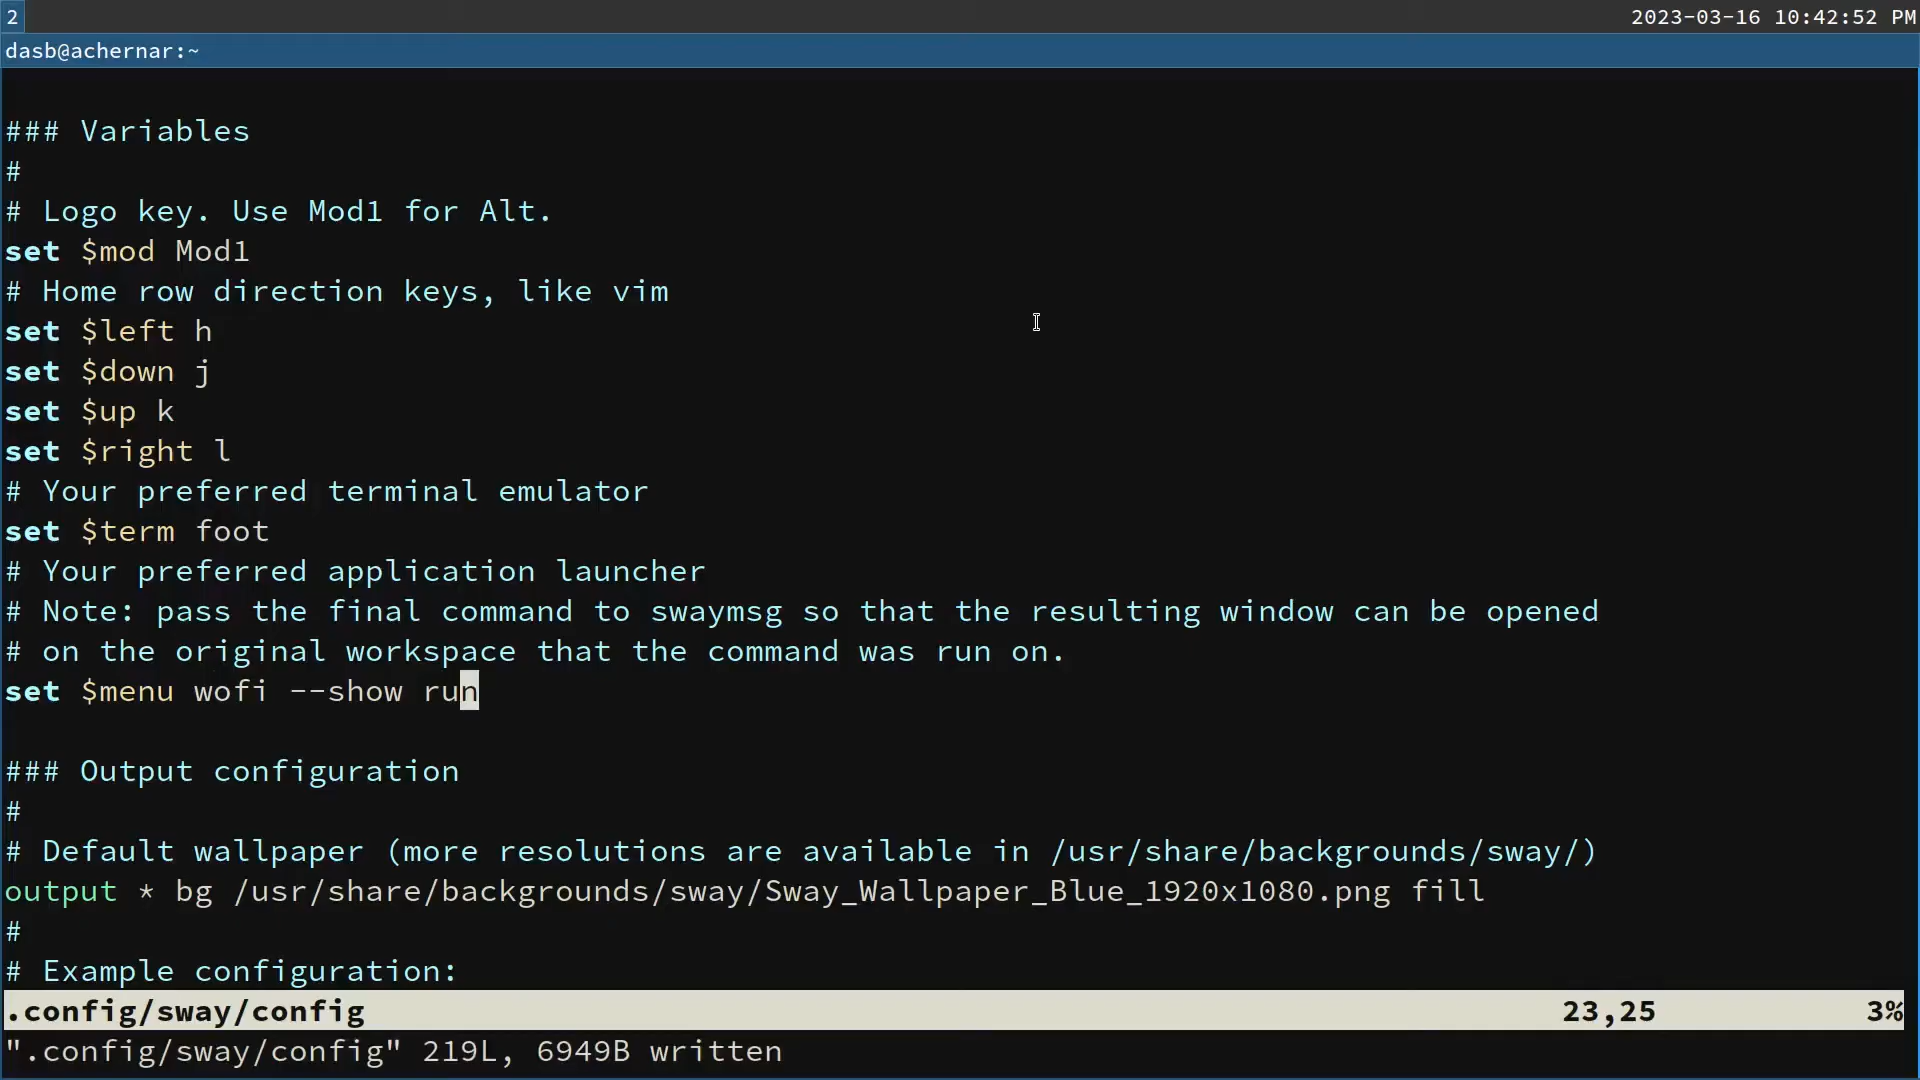 2
2023-03-16 10:42:52 PM
dasb@achernar:~
### Variables
#
# Logo key. Use Mod1 for Alt.
set $mod Mod1
# Home row direction keys, like vim
set $left h
set $down j
set $up k
set $right l
# Your preferred terminal emulator
set $term foot
# Your preferred application launcher
# Note: pass the final command to swaymsg so that the resulting window can be opened
# on the original workspace that the command was run on.
set $menu wofi --show run
### Output configuration
#
# Default wallpaper (more resolutions are available in /usr/share/backgrounds/sway/)
output * bg /usr/share/backgrounds/sway/Sway_Wallpaper_Blue_1920x1080.png fill
#
# Example configuration:
.config/sway/config 23,25 3%
".config/sway/config" 219L, 6949B written